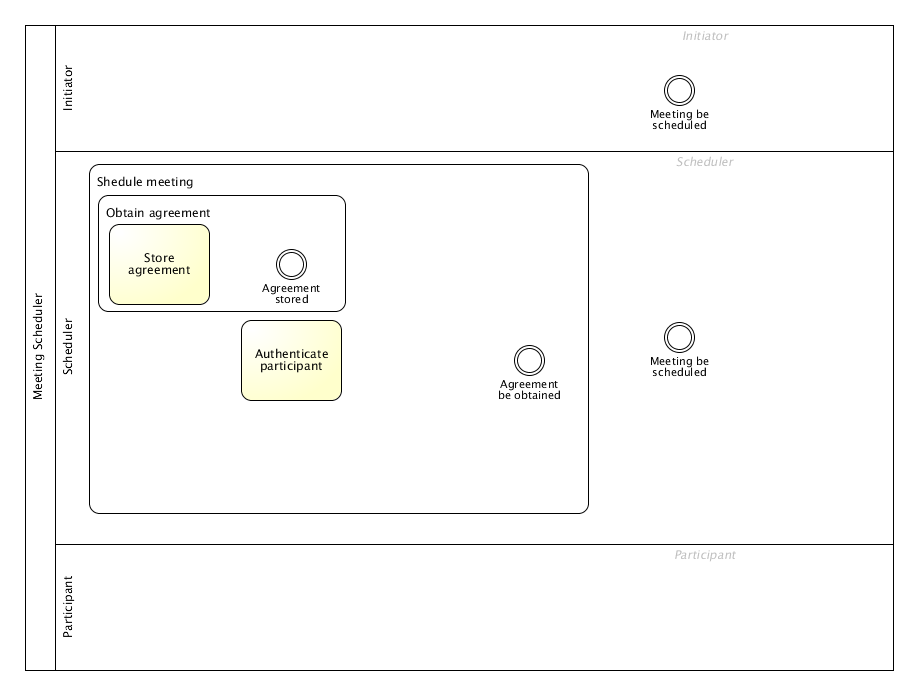 Meeting Scheduler
Initiator
Initiator
Meeting be
scheduled
Scheduler
Scheduler
Shedule meeting
Obtain agreement
Store
agreement
Agreement
stored
Authenticate
participant
Agreement
be obtained
Meeting be
scheduled
Participant
Participant